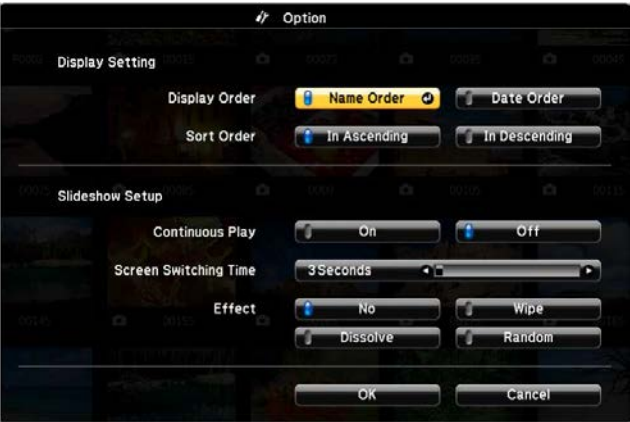 Option
Display Setting
Display Order Name Order Date Order
Sort Order In Ascending In Descending
Slideshow Setup
Continuous Play On Off
Screen Switching Time 3Seconds
Effect No Wipe
Dissolve Random
OK Cancel